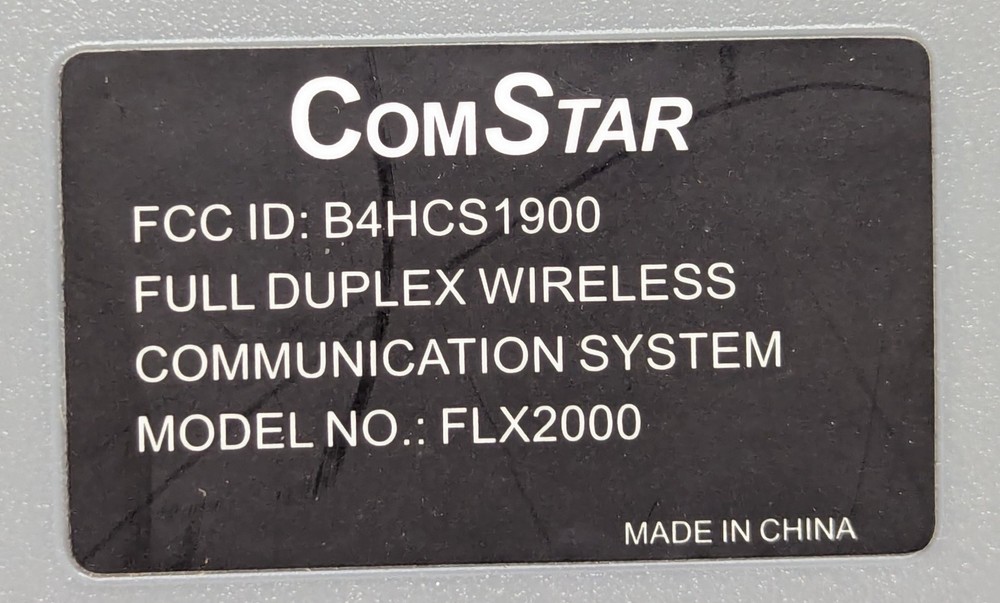 COMSTAR
FCC ID: B4HCS1900
FULL DUPLEX WIRELESS
COMMUNICATION SYSTEM
MODEL NO.: FLX2000
MADE IN CHINA